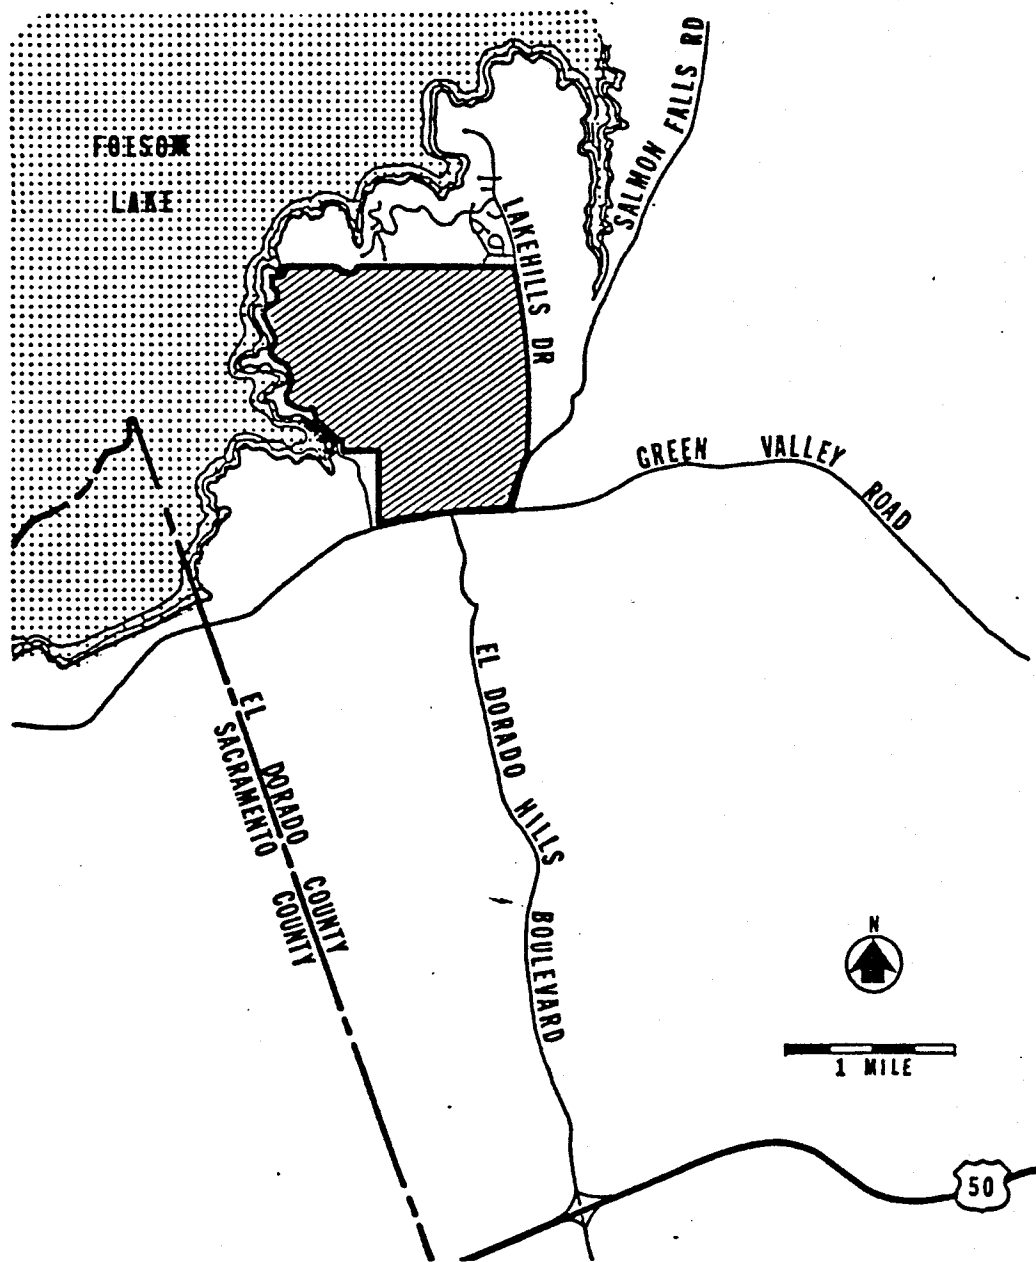 FOLSOM
LAKE
SALMON FALLS RD
LAKEHILLS DR
GREEN VALLEY ROAD
EL DORADO HILLS BOULEVARD
EL DORADO COUNTY
SACRAMENTO COUNTY
N
1 MILE
50